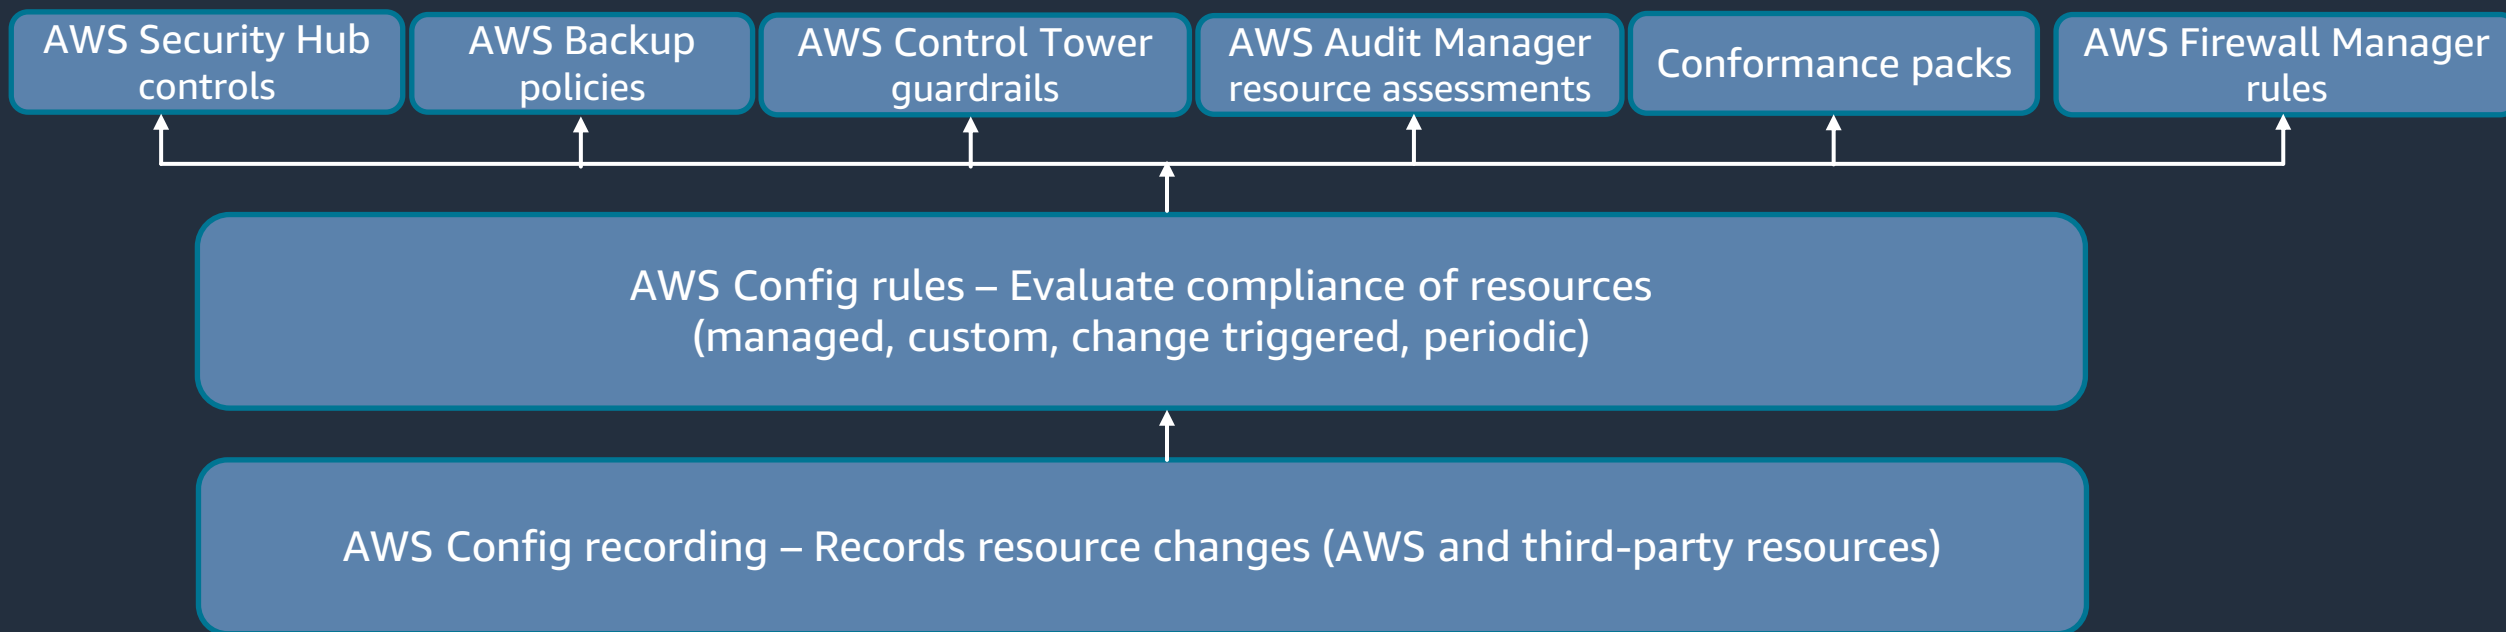 AWS Security Hub
controls
AWS Backup
policies
AWS Control Tower
guardrails
AWS Audit Manager
resource assessments
Conformance packs
AWS Firewall Manager
rules
AWS Config rules – Evaluate compliance of resources
(managed, custom, change triggered, periodic)
AWS Config recording – Records resource changes (AWS and third-party resources)